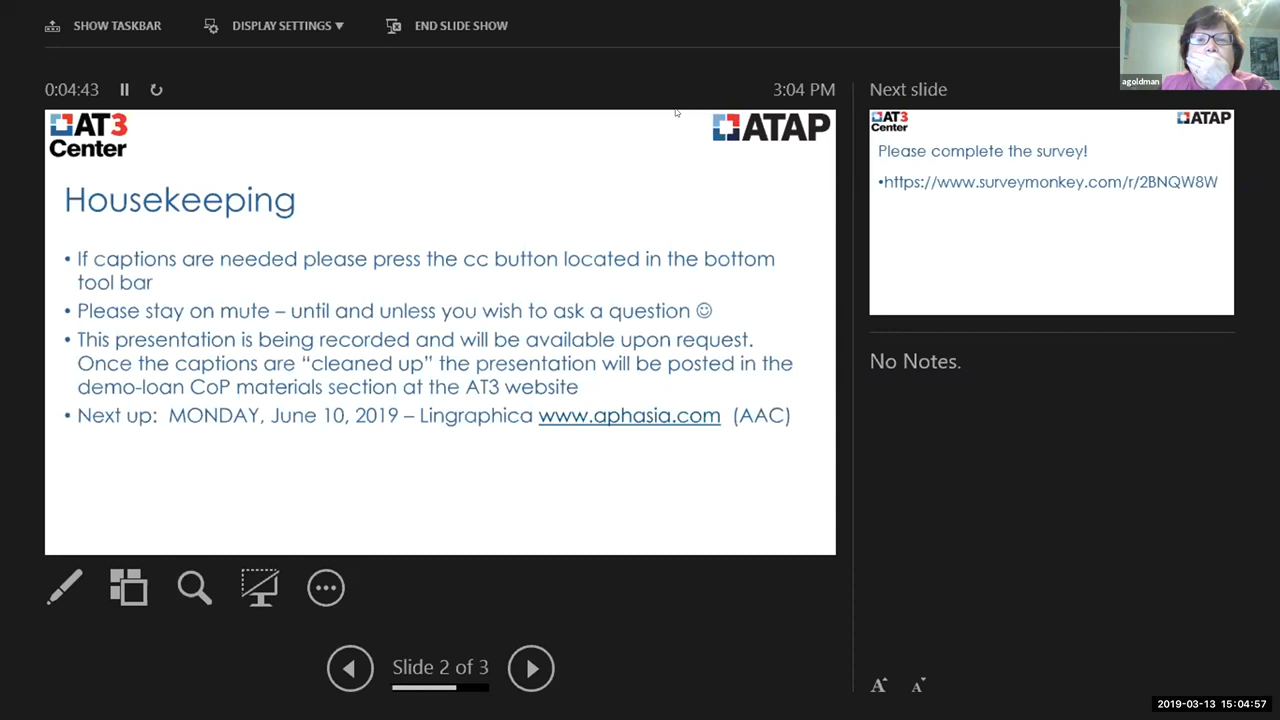 SHOW TASKBAR
DISPLAY SETTINGS ▼
END SLIDE SHOW
agoldman
0:04:43
3:04 PM
AT3
Center
ATAP
Housekeeping
• If captions are needed please press the cc button located in the bottom
tool bar
• Please stay on mute – until and unless you wish to ask a question ☺
• This presentation is being recorded and will be available upon request.
Once the captions are “cleaned up” the presentation will be posted in the
demo-loan CoP materials section at the AT3 website
• Next up: MONDAY, June 10, 2019 – Lingraphica www.aphasia.com (AAC)
Next slide
AT3
Center
ATAP
Please complete the survey!
•https://www.surveymonkey.com/r/2BNQW8W
No Notes.
Slide 2 of 3
A A
2019-03-13 15:04:57